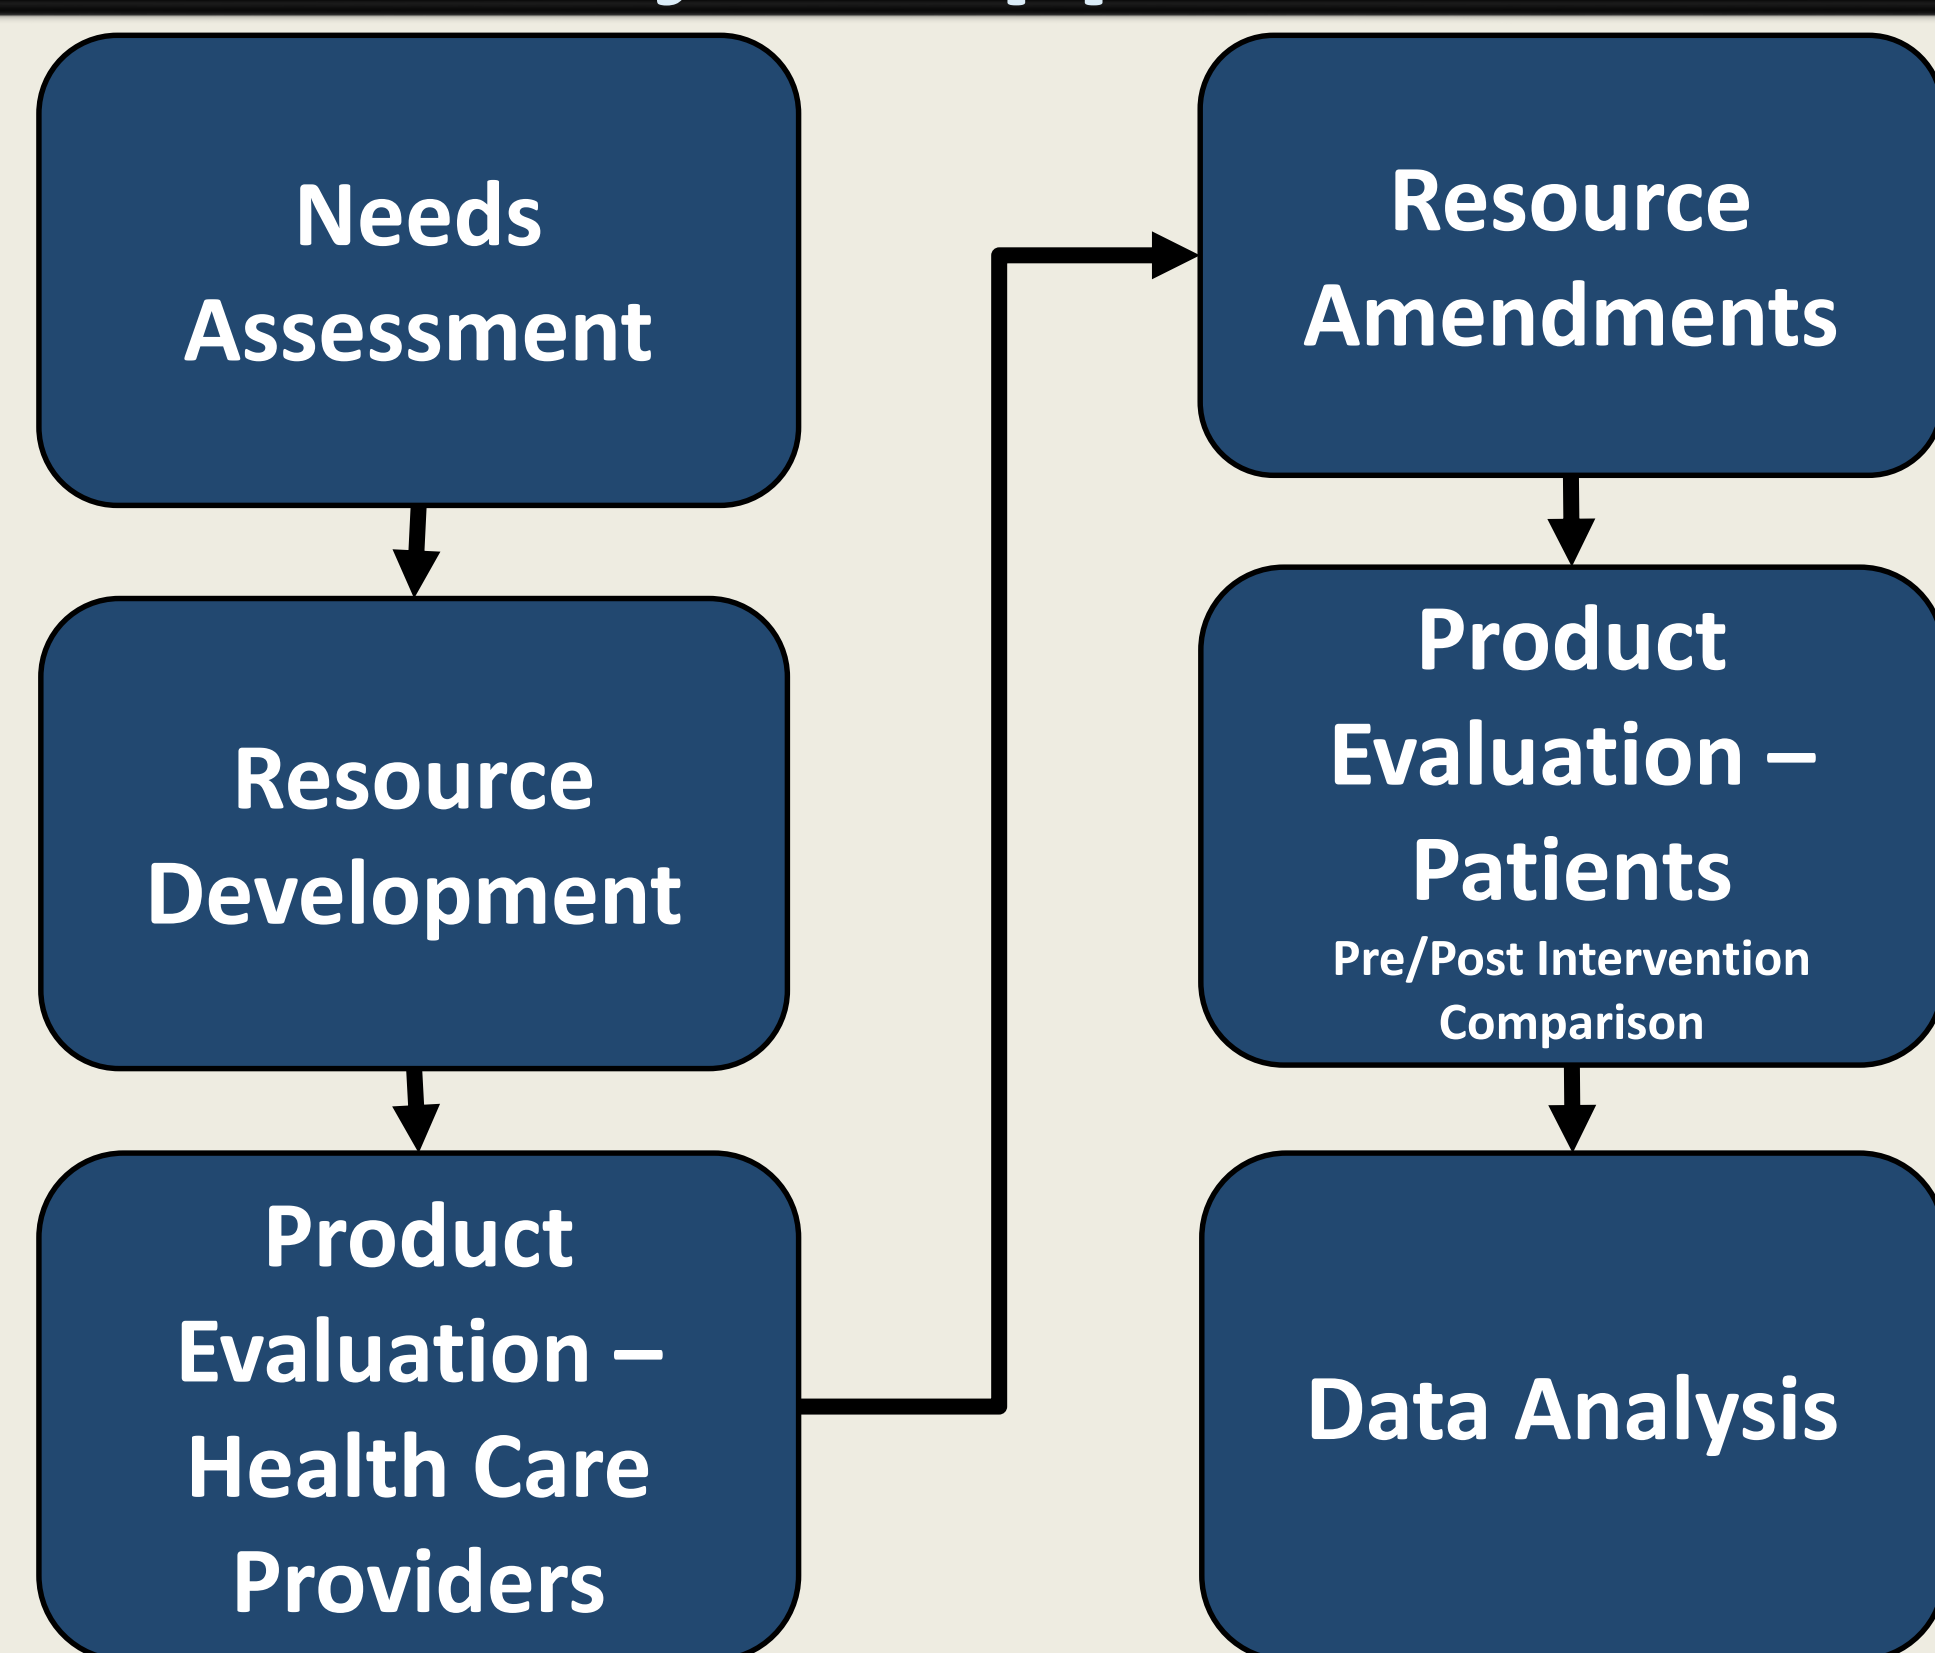 Needs
Assessment
Resource
Development
Product
Evaluation –
Health Care
Providers
Resource
Amendments
Product
Evaluation –
Patients
Pre/Post Intervention
Comparison
Data Analysis